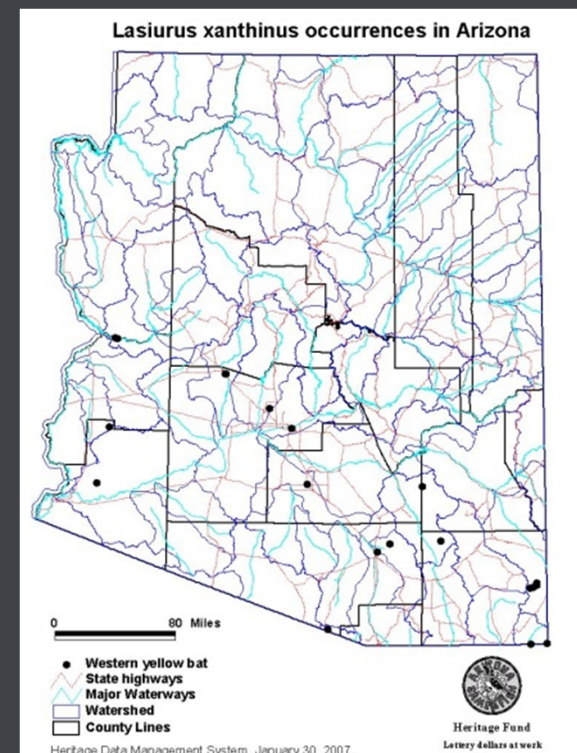 Lasiurus xanthinus occurrences in Arizona
0 80 Miles
Western yellow bat
State highways
Major Waterways
Watershed
County Lines
Heritage Fund
Lottery dollars at work
Heritage Data Management System, January 30, 2007